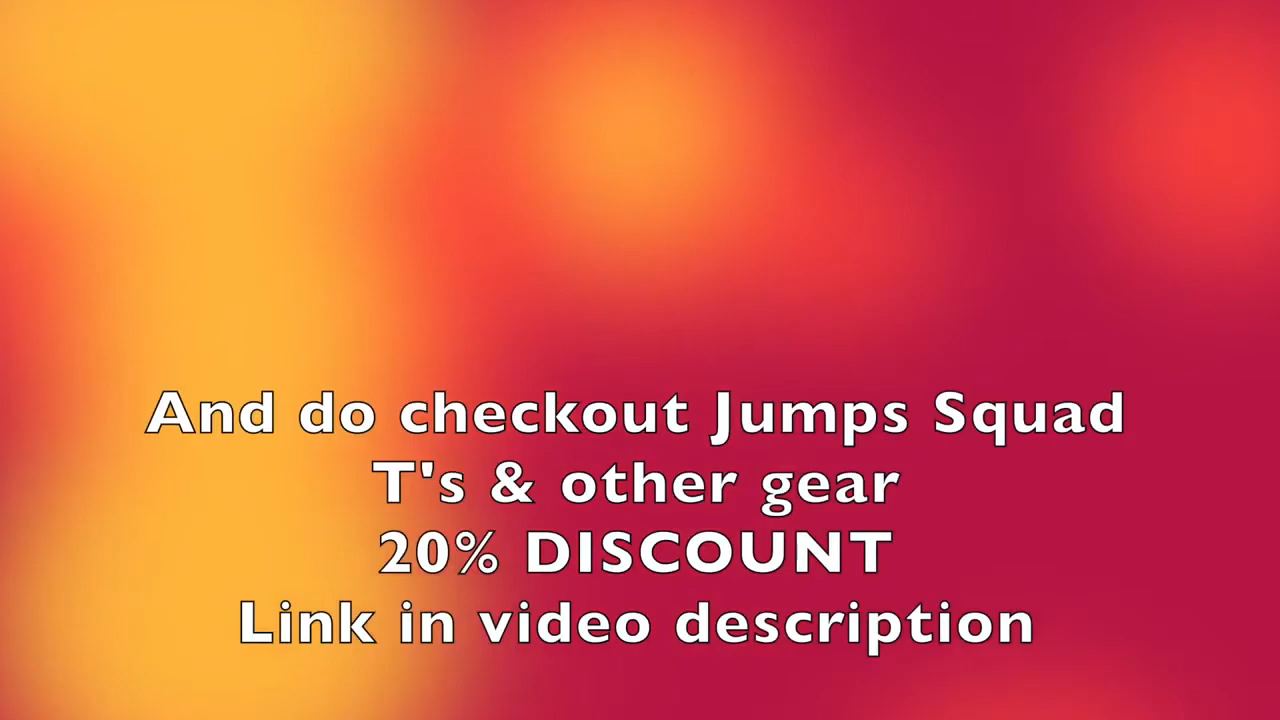 And do checkout Jumps Squad
T's & other gear
20% DISCOUNT
Link in video description